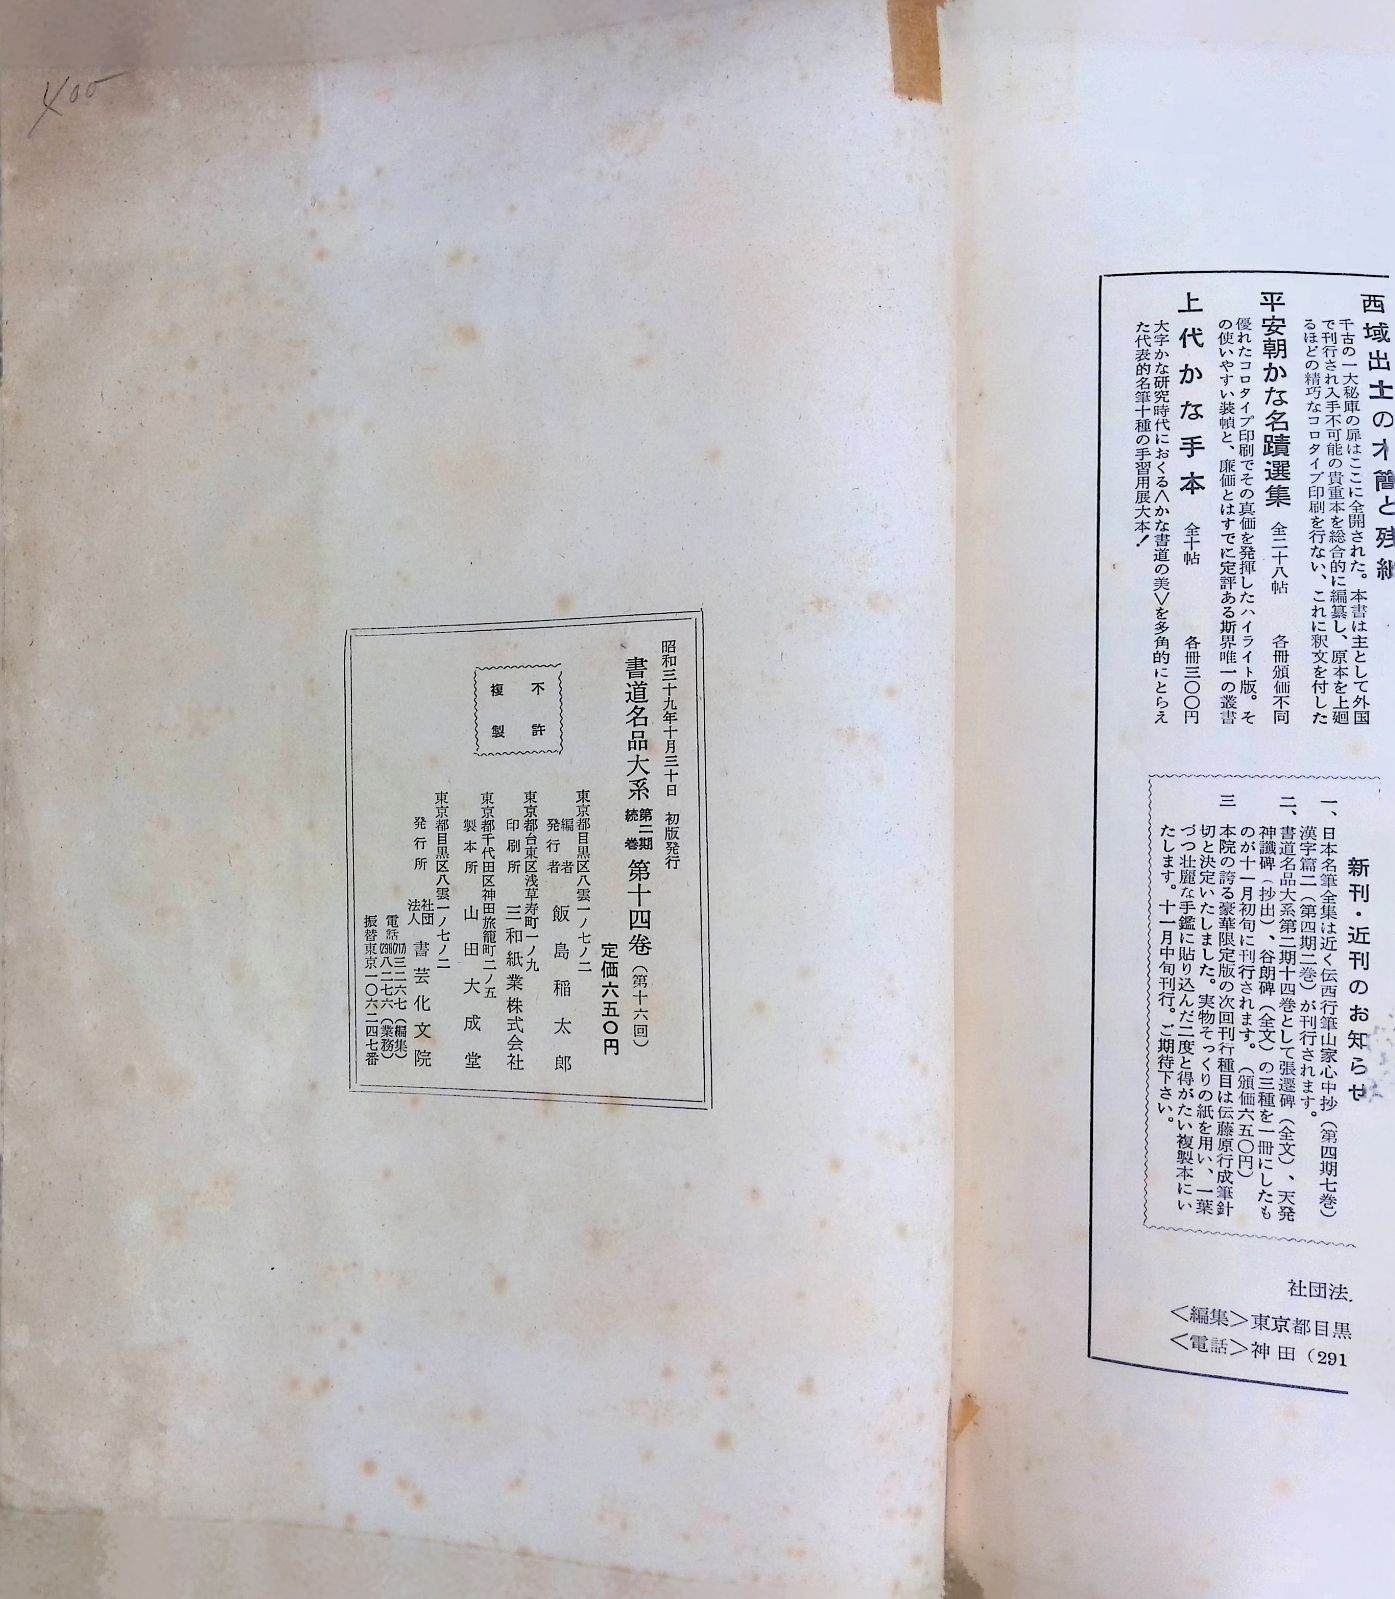 西域出土の木簡と残紙
千古の一大秘庫の扉はここに全開された。本書は主として外国
で刊行され入手不可能の貴重本を総合的に編纂し、原本を上廻
るほどの精巧なコロタイプ印刷を行ない、これに釈文を付した
平安朝かな名蹟選集 全二十八帖 各冊頒価不同
優れたコロタイプ印刷でその真価を発揮したハイライト版。そ
の使いやすい装幀と、廉価とはすでに定評ある斯界唯一の叢書
上代かな手本 全十帖 各冊三〇〇円
大字かな研究時代におくる〈かな書道の美〉を多角的にとらえ
た代表的名筆十種の手習用展大本!
新刊・近刊のお知らせ
一、日本名筆全集は近く伝西行筆山家心中抄(第四期七巻)
漢字篇二(第四期二巻)が刊行されます。
二、書道名品大系第二期十四巻として張遷碑(全文)、天発
神讖碑(抄出)、谷朗碑(全文)の三種を一冊にしたも
のが十一月初旬に刊行されます。(頒価六五〇円)
三 本院の誇る豪華限定版の次回刊行種目は伝藤原行成筆針
切と決定いたしました。実物そっくりの紙を用い、一葉
づつ壮麗な手鑑に貼り込んだ二度と得がたい複製本にい
たします。十一月中旬刊行。ご期待下さい。
社団法
<編集>東京都目黒
<電話>神田(291
昭和三十九年十月三十日 初版発行
書道名品大系 第二期続巻 第十四巻(第十六回)
定価六五〇円
不許
複製
東京都目黒区八雲一ノ七ノ二
編者
発行者 飯島稲太郎
東京都台東区浅草寿町一ノ九
印刷所 三和紙業株式会社
東京都千代田区神田旅籠町二ノ五
製本所 山田大成堂
東京都目黒区八雲一ノ七ノ二
発行所 社団法人 書芸文化院
電話(717)三二六七(編集)
(291)八二七六(業務)
振替東京一〇六二四七番
400